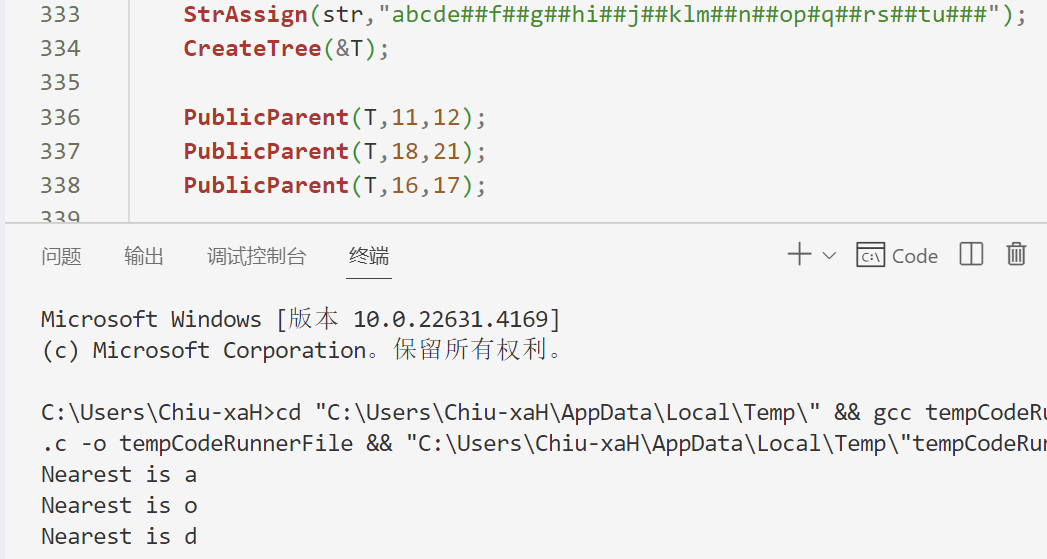 333 StrAssign(str,"abcde##f##g##hi##j##klm##n##op#q##rs##tu###");
334 CreateTree(&T);
335
336 PublicParent(T,11,12);
337 PublicParent(T,18,21);
338 PublicParent(T,16,17);
339
问题 输出 调试控制台 终端 Code
Microsoft Windows [版本 10.0.22631.4169]
(c) Microsoft Corporation。保留所有权利。
C:\Users\Chiu-xaH>cd "C:\Users\Chiu-xaH\AppData\Local\Temp\" && gcc tempCodeRu
.c -o tempCodeRunnerFile && "C:\Users\Chiu-xaH\AppData\Local\Temp\"tempCodeRun
Nearest is a
Nearest is o
Nearest is d